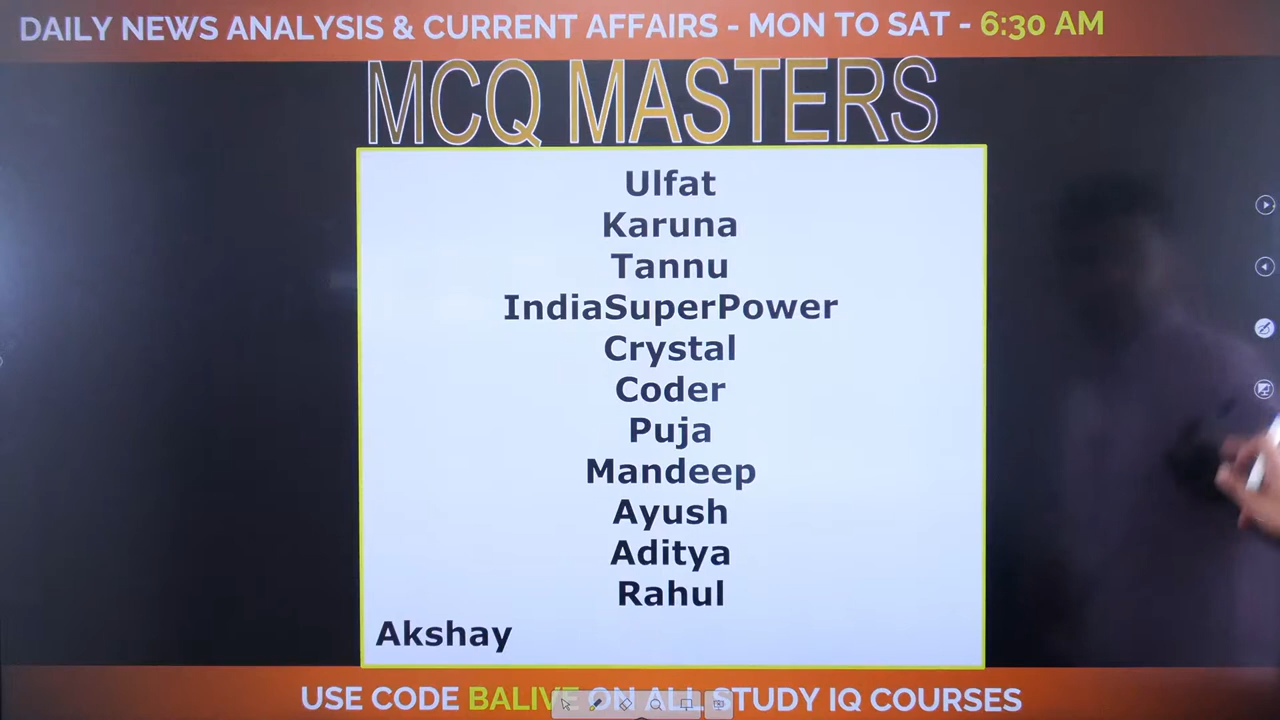 DAILY NEWS ANALYSIS & CURRENT AFFAIRS - MON TO SAT - 6:30 AM
MCQ MASTERS
Ulfat
Karuna
Tannu
IndiaSuperPower
Crystal
Coder
Puja
Mandeep
Ayush
Aditya
Rahul
Akshay
USE CODE BALIVE ON ALL STUDY IQ COURSES